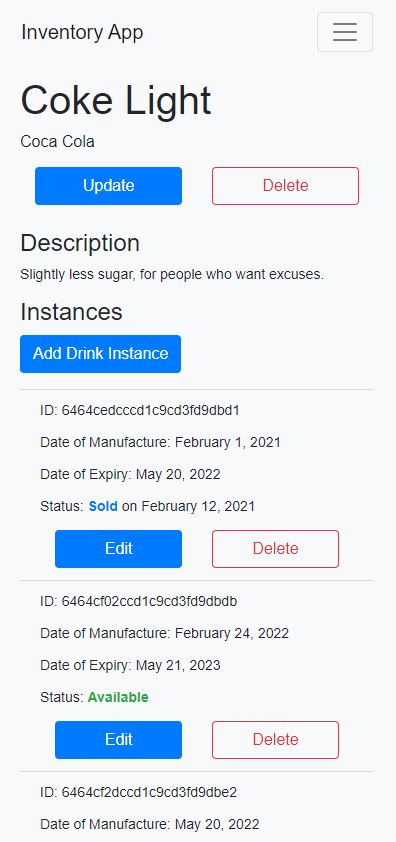 Inventory App
Coke Light
Coca Cola
Update Delete
Description
Slightly less sugar, for people who want excuses.
Instances
Add Drink Instance
ID: 6464cedcccd1c9cd3fd9dbd1
Date of Manufacture: February 1, 2021
Date of Expiry: May 20, 2022
Status: Sold on February 12, 2021
Edit Delete
ID: 6464cf02ccd1c9cd3fd9dbdb
Date of Manufacture: February 24, 2022
Date of Expiry: May 21, 2023
Status: Available
Edit Delete
ID: 6464cf2dccd1c9cd3fd9dbe2
Date of Manufacture: May 20, 2022